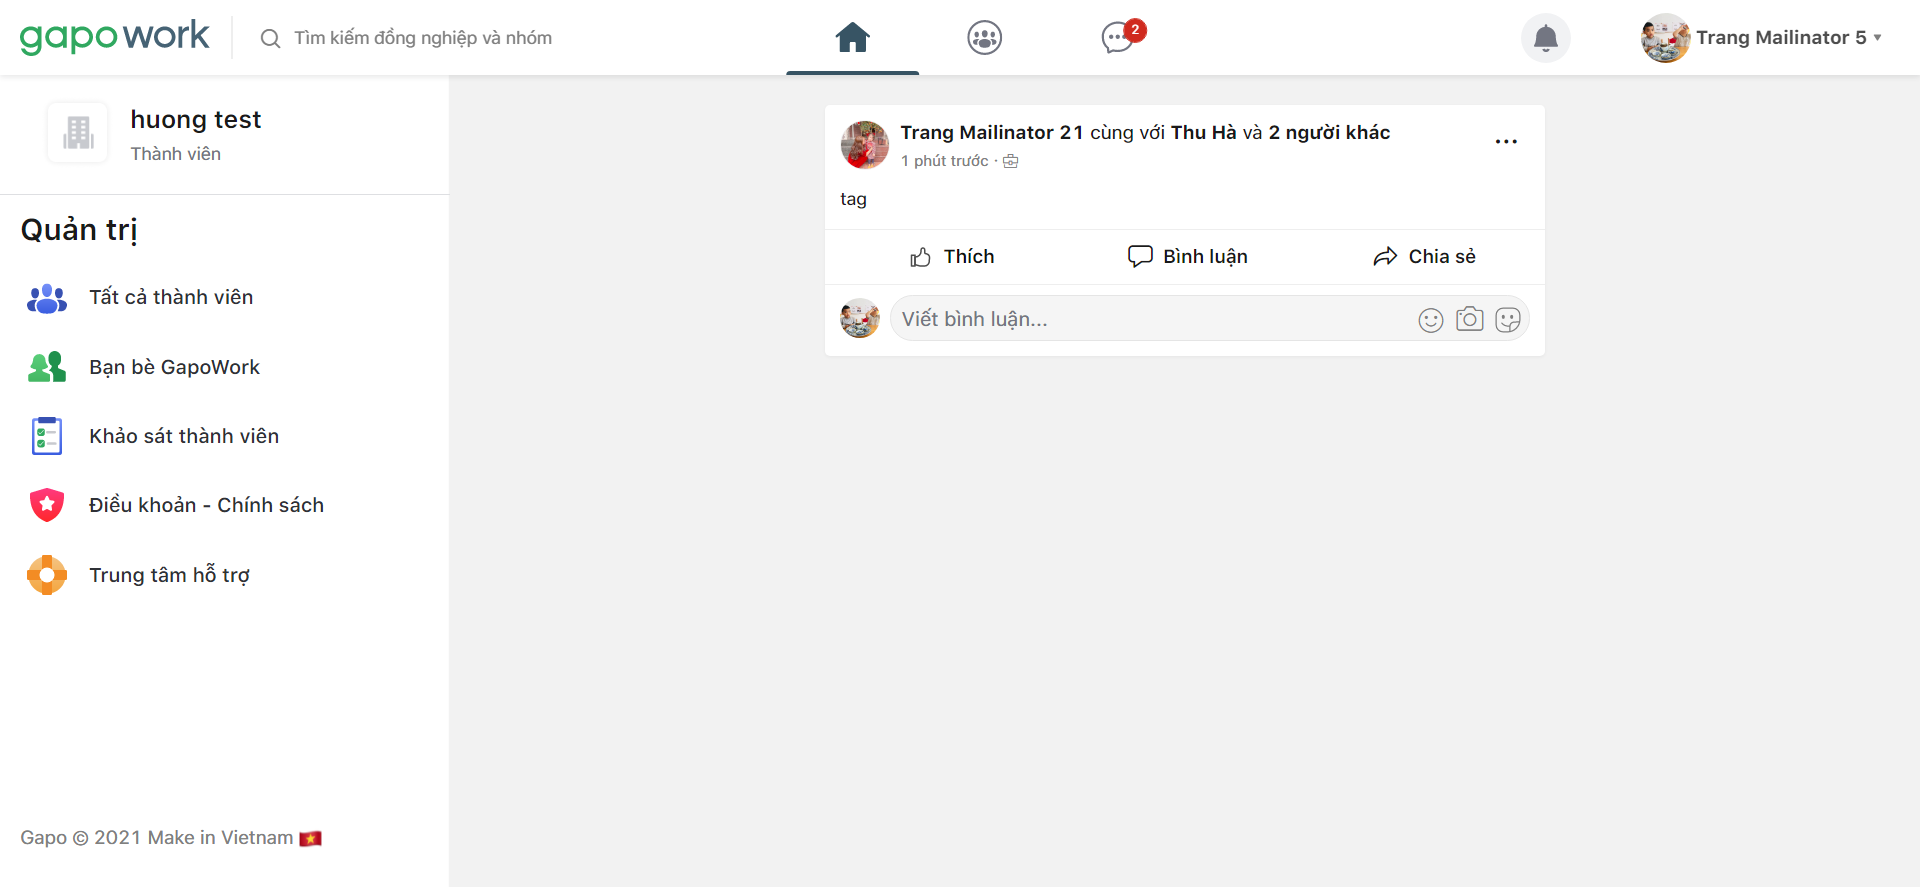 gapowork
Tìm kiếm đồng nghiệp và nhóm
2
Trang Mailinator 5
huong test
Thành viên
Quản trị
Tất cả thành viên
Bạn bè GapoWork
Khảo sát thành viên
Điều khoản - Chính sách
Trung tâm hỗ trợ
Gapo © 2021 Make in Vietnam 🇻🇳
Trang Mailinator 21 cùng với Thu Hà và 2 người khác
1 phút trước ·
tag
Thích
Bình luận
Chia sẻ
Viết bình luận...